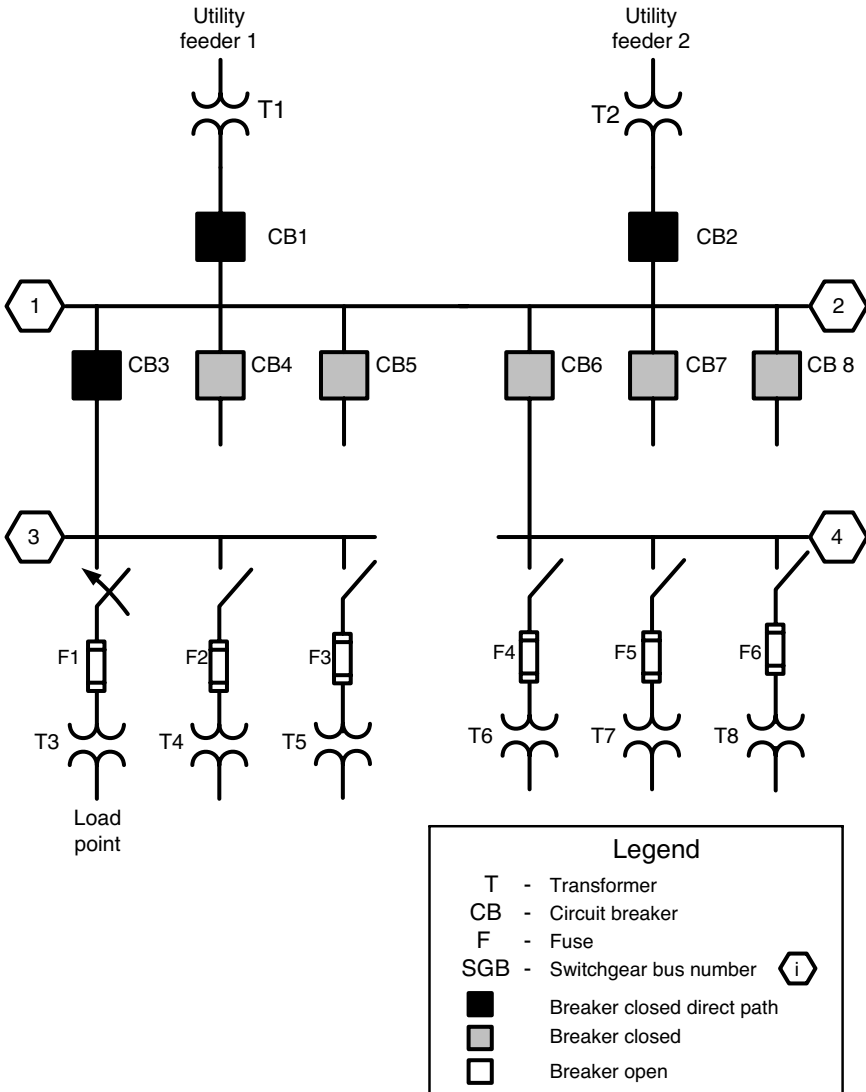 Utility
feeder 1
Utility
feeder 2
T1
T2
CB1
CB2
1
2
CB3
CB4
CB5
CB6
CB7
CB 8
3
4
F1
F2
F3
F4
F5
F6
T3
T4
T5
T6
T7
T8
Load
point
Legend
T - Transformer
CB - Circuit breaker
F - Fuse
SGB - Switchgear bus number i
Breaker closed direct path
Breaker closed
Breaker open